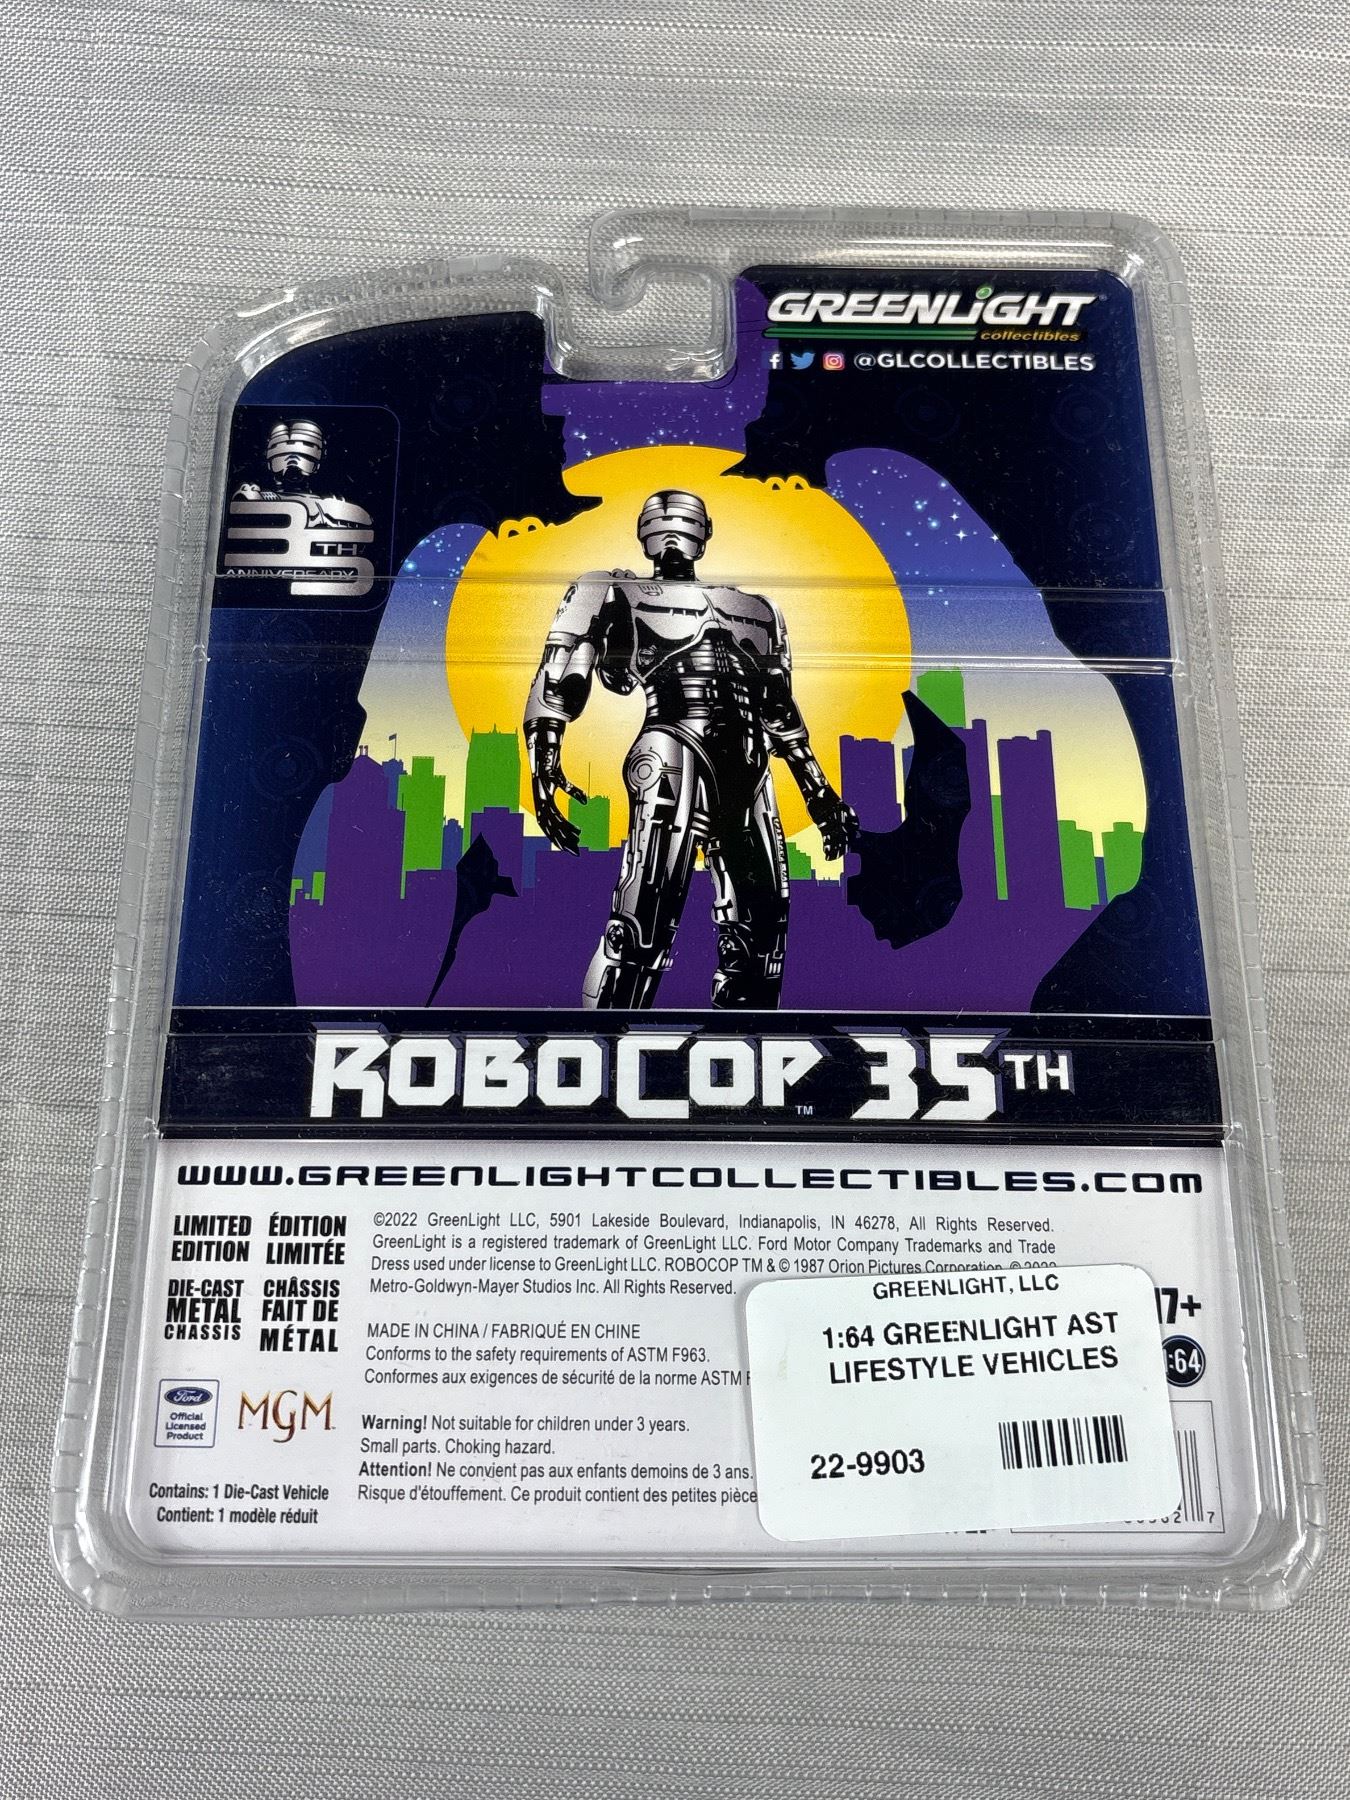 GREENLiGHT
collectibles
@GLCOLLECTIBLES
35TH
ANNIVERSARY
ROBOCOP™ 35TH
WWW.GREENLIGHTCOLLECTIBLES.COM
LIMITED EDITION
ÉDITION LIMITÉE
DIE-CAST
METAL
CHASSIS
CHÂSSIS
FAIT DE
MÉTAL
Ford
Official
Licensed
Product
MGM
Contains: 1 Die-Cast Vehicle
Contient: 1 modèle réduit
©2022 GreenLight LLC, 5901 Lakeside Boulevard, Indianapolis, IN 46278, All Rights Reserved.
GreenLight is a registered trademark of GreenLight LLC. Ford Motor Company Trademarks and Trade
Dress used under license to GreenLight LLC. ROBOCOP TM & © 1987 Orion Pictures Corporation. © 2022
Metro-Goldwyn-Mayer Studios Inc. All Rights Reserved.
MADE IN CHINA / FABRIQUÉ EN CHINE
Conforms to the safety requirements of ASTM F963.
Conformes aux exigences de sécurité de la norme ASTM F
Warning! Not suitable for children under 3 years.
Small parts. Choking hazard.
Attention! Ne convient pas aux enfants demoins de 3 ans.
Risque d'étouffement. Ce produit contient des petites pièce
17+
:64
GREENLIGHT, LLC
1:64 GREENLIGHT AST
LIFESTYLE VEHICLES
22-9903
7